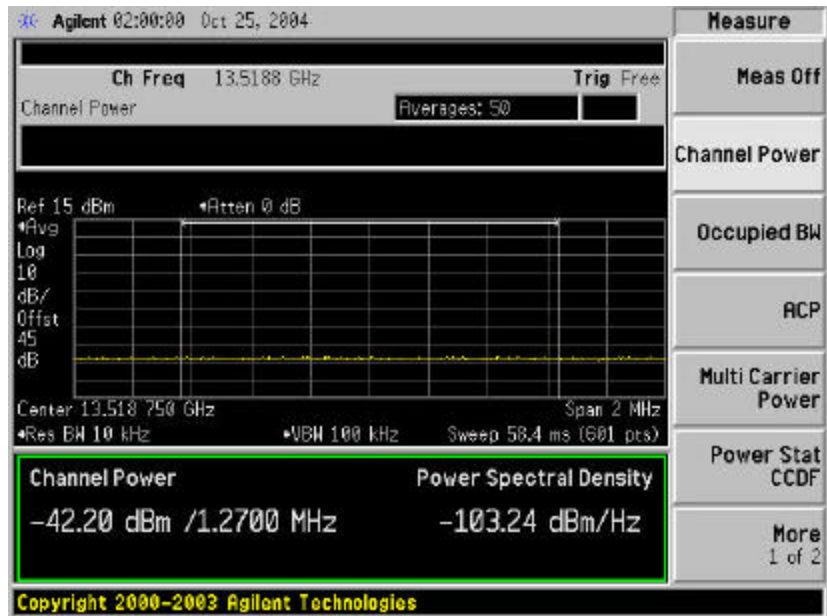 Agilent 02:00:00 Oct 25, 2004
Measure
Ch Freq 13.5188 GHz Trig Free
Channel Power Averages: 50
Meas Off
Channel Power
Occupied BW
ACP
Multi Carrier
Power
Power Stat
CCDF
More
1 of 2
Ref 15 dBm Atten 0 dB
Avg
Log
10
dB/
Offst
45
dB
Center 13.518 750 GHz Span 2 MHz
Res BW 10 kHz VBW 100 kHz Sweep 58.4 ms (601 pts)
Channel Power Power Spectral Density
-42.20 dBm /1.2700 MHz -103.24 dBm/Hz
Copyright 2000-2003 Agilent Technologies